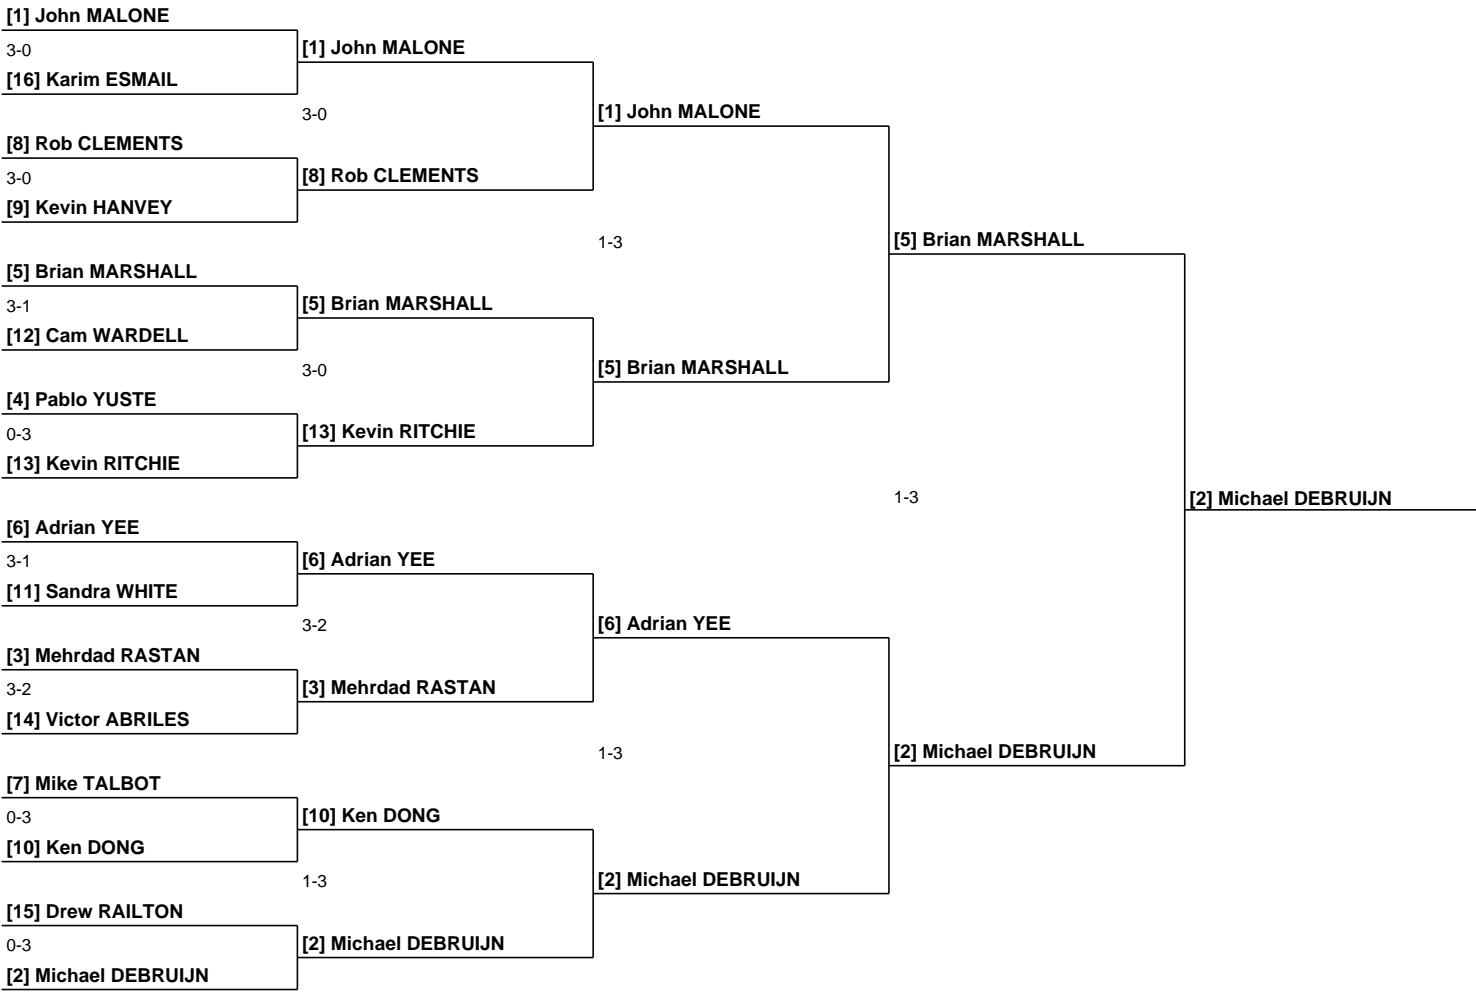 [1] John MALONE
3-0
[16] Karim ESMAIL
[8] Rob CLEMENTS
3-0
[9] Kevin HANVEY
[5] Brian MARSHALL
3-1
[12] Cam WARDELL
[4] Pablo YUSTE
0-3
[13] Kevin RITCHIE
[6] Adrian YEE
3-1
[11] Sandra WHITE
[3] Mehrdad RASTAN
3-2
[14] Victor ABRILES
[7] Mike TALBOT
0-3
[10] Ken DONG
[15] Drew RAILTON
0-3
[2] Michael DEBRUIJN
[1] John MALONE
3-0
[8] Rob CLEMENTS
[5] Brian MARSHALL
3-0
[13] Kevin RITCHIE
[6] Adrian YEE
3-2
[3] Mehrdad RASTAN
[10] Ken DONG
1-3
[2] Michael DEBRUIJN
[1] John MALONE
1-3
[5] Brian MARSHALL
[6] Adrian YEE
1-3
[2] Michael DEBRUIJN
[5] Brian MARSHALL
1-3
[2] Michael DEBRUIJN
[2] Michael DEBRUIJN